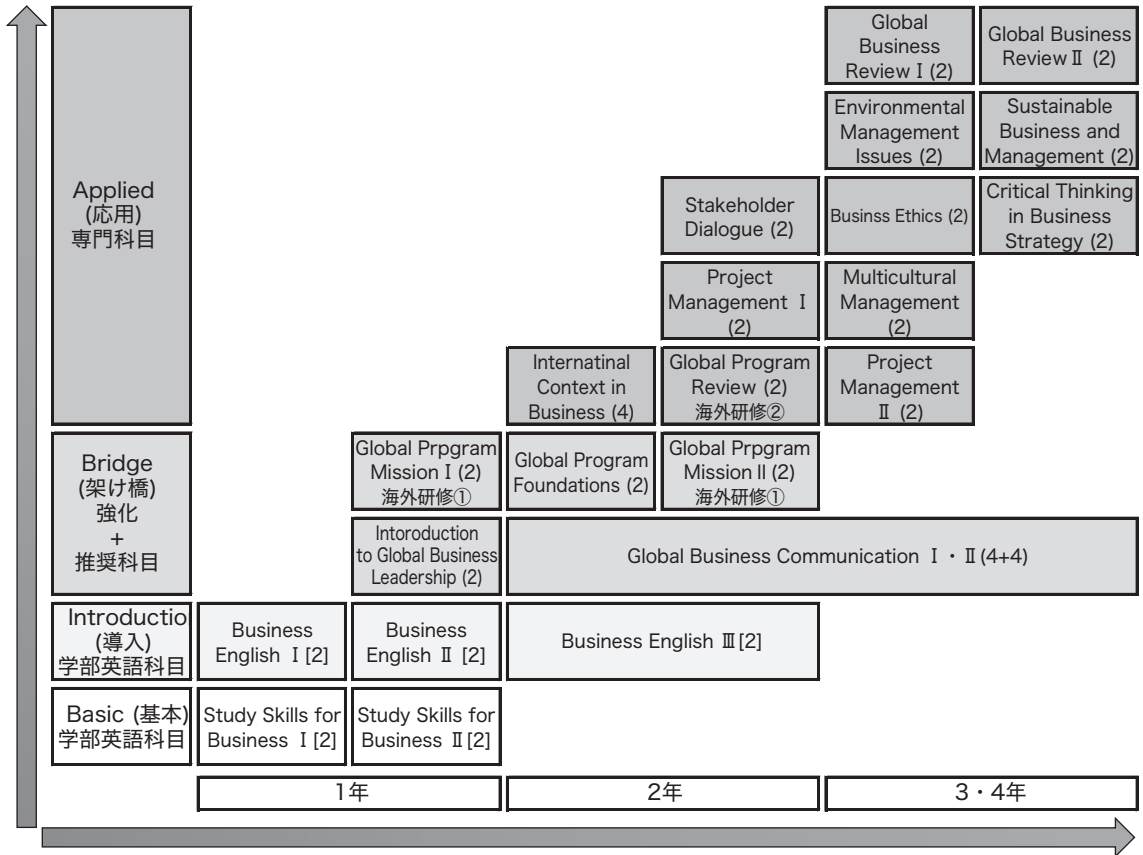 Global
Business
Review Ⅰ (2)
Global Business
Review Ⅱ (2)
Environmental
Management
Issues (2)
Sustainable
Business and
Management (2)
Applied
(応用)
専門科目
Stakeholder
Dialogue (2)
Businss Ethics (2)
Critical Thinking
in Business
Strategy (2)
Project
Management Ⅰ
(2)
Multicultural
Management
(2)
Internatinal
Context in
Business (4)
Global Program
Review (2)
海外研修②
Project
Management
Ⅱ (2)
Bridge
(架け橋)
強化
+
推奨科目
Global Prpgram
Mission Ⅰ (2)
海外研修①
Global Program
Foundations (2)
Global Prpgram
Mission II (2)
海外研修①
Intoroduction
to Global Business
Leadership (2)
Global Business Communication Ⅰ・Ⅱ(4+4)
Introductio
(導入)
学部英語科目
Business
English Ⅰ [2]
Business
English Ⅱ [2]
Business English Ⅲ[2]
Basic (基本)
学部英語科目
Study Skills for
Business Ⅰ[2]
Study Skills for
Business Ⅱ[2]
1年
2年
3・4年